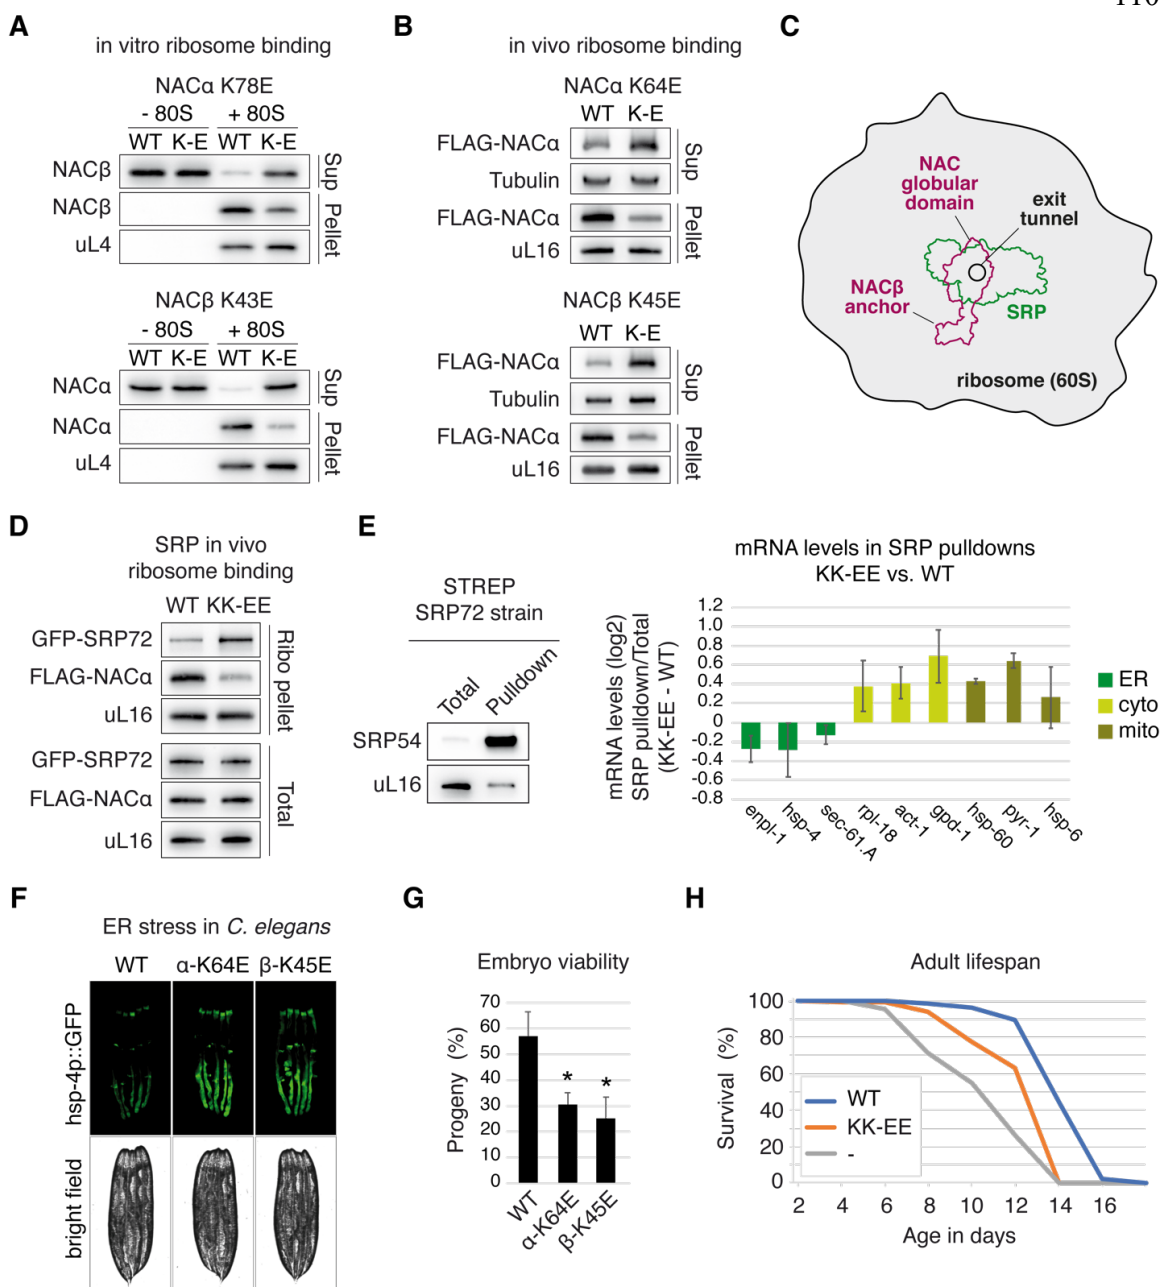 A
in vitro ribosome binding
NACα K78E
- 80S + 80S
WT K-E WT K-E
NACβ
Sup
NACβ
uL4
Pellet
NACβ K43E
- 80S + 80S
WT K-E WT K-E
NACα
Sup
NACα
uL4
Pellet
B
in vivo ribosome binding
NACα K64E
WT K-E
FLAG-NACα
Tubulin
Sup
FLAG-NACα
uL16
Pellet
NACβ K45E
WT K-E
FLAG-NACα
Tubulin
Sup
FLAG-NACα
uL16
Pellet
C
NAC
globular
domain
exit
tunnel
NACβ
anchor
SRP
ribosome (60S)
D
SRP in vivo
ribosome binding
WT KK-EE
GFP-SRP72
FLAG-NACα
uL16
Ribo pellet
GFP-SRP72
FLAG-NACα
uL16
Total
E
STREP
SRP72 strain
Total
Pulldown
SRP54
uL16
mRNA levels in SRP pulldowns
KK-EE vs. WT
mRNA levels (log2)
SRP pulldown/Total
(KK-EE - WT)
1.2
1.0
0.8
0.6
0.4
0.2
0
-0.2
-0.4
-0.6
-0.8
enpl-1
hsp-4
sec-61.A
rpl-18
act-1
gpd-1
hsp-60
pyr-1
hsp-6
ER
cyto
mito
F
ER stress in C. elegans
WT α-K64E β-K45E
hsp-4p::GFP
bright field
G
Embryo viability
Progeny (%)
70
60
50
40
30
20
10
0
* *
WT
α-K64E
β-K45E
H
Adult lifespan
Survival (%)
100
80
60
40
20
0
WT
KK-EE
-
2 4 6 8 10 12 14 16
Age in days